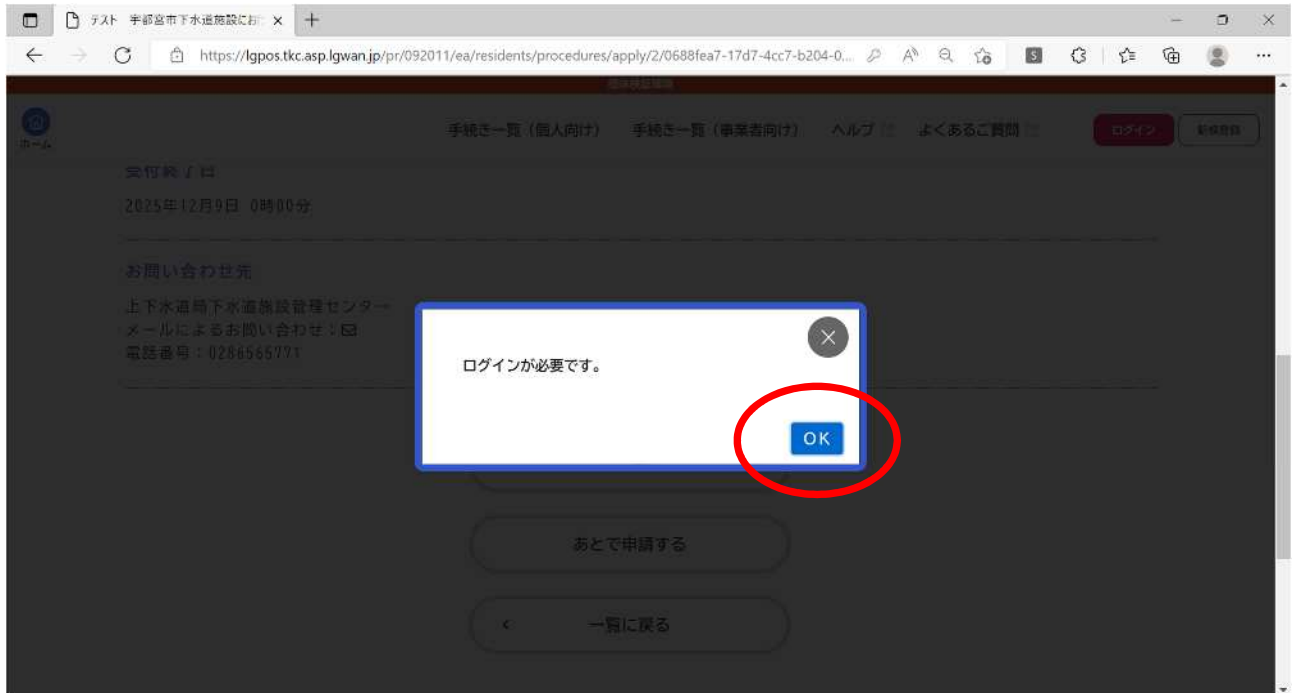 テスト 宇都宮市下水道施設にお
https://lgpos.tkc.asp.lgwan.jp/pr/092011/ea/residents/procedures/apply/2/0688fea7-17d7-4cc7-b204-0...
ホーム
手続き一覧（個人向け） 手続き一覧（事業者向け） ヘルプ よくあるご質問 ログイン 新規登録
受付終了日
2025年12月9日 0時00分
お問い合わせ先
上下水道局下水道施設管理センター
メールによるお問い合わせ：
電話番号：0286565771
ログインが必要です。
OK
あとで申請する
一覧に戻る